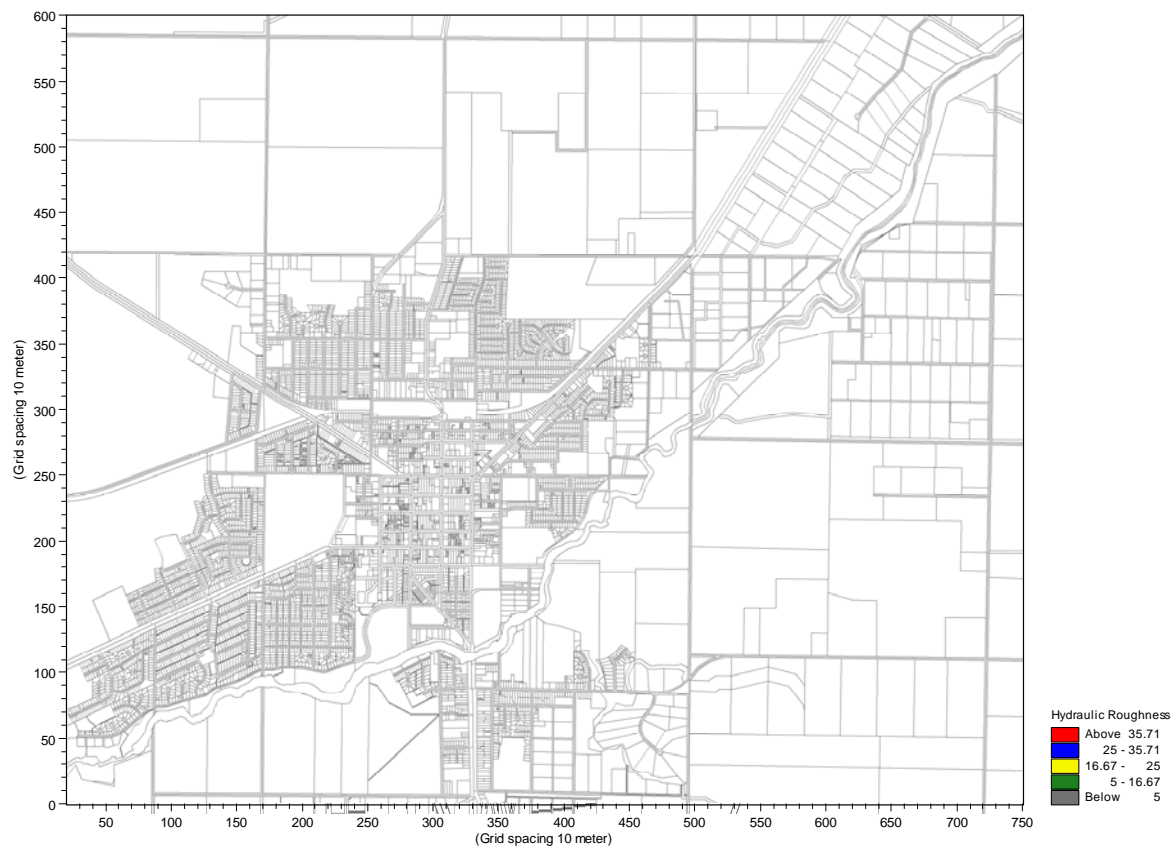 600
550
500
450
400
350
300
250
200
150
100
50
0
(Grid spacing 10 meter)
50 100 150 200 250 300 350 400 450 500 550 600 650 700 750
(Grid spacing 10 meter)
Hydraulic Roughness
Above 35.71
25 - 35.71
16.67 - 25
5 - 16.67
Below 5